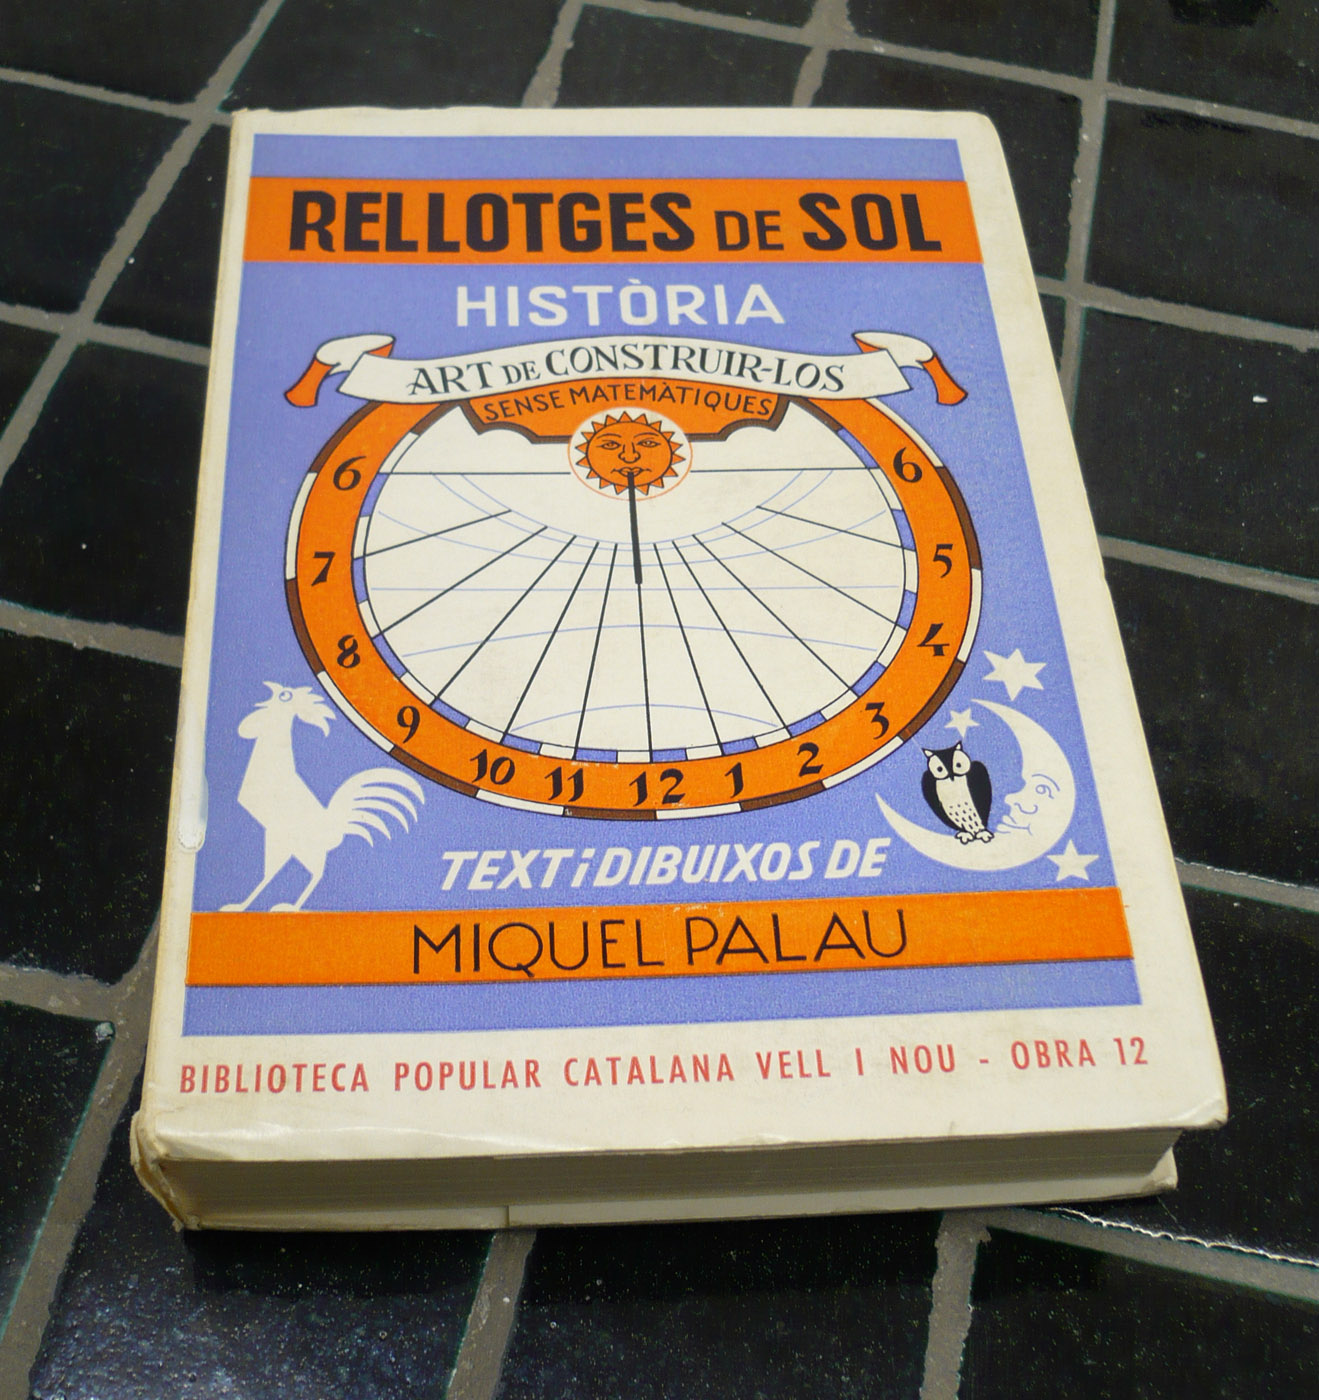 RELLOTGES DE SOL
HISTÒRIA
ART DE CONSTRUIR-LOS
SENSE MATEMÀTIQUES
6 6
7 5
8 4
9 3
10 11 12 1 2
TEXT i DIBUIXOS DE
MIQUEL PALAU
BIBLIOTECA POPULAR CATALANA VELL I NOU - OBRA 12